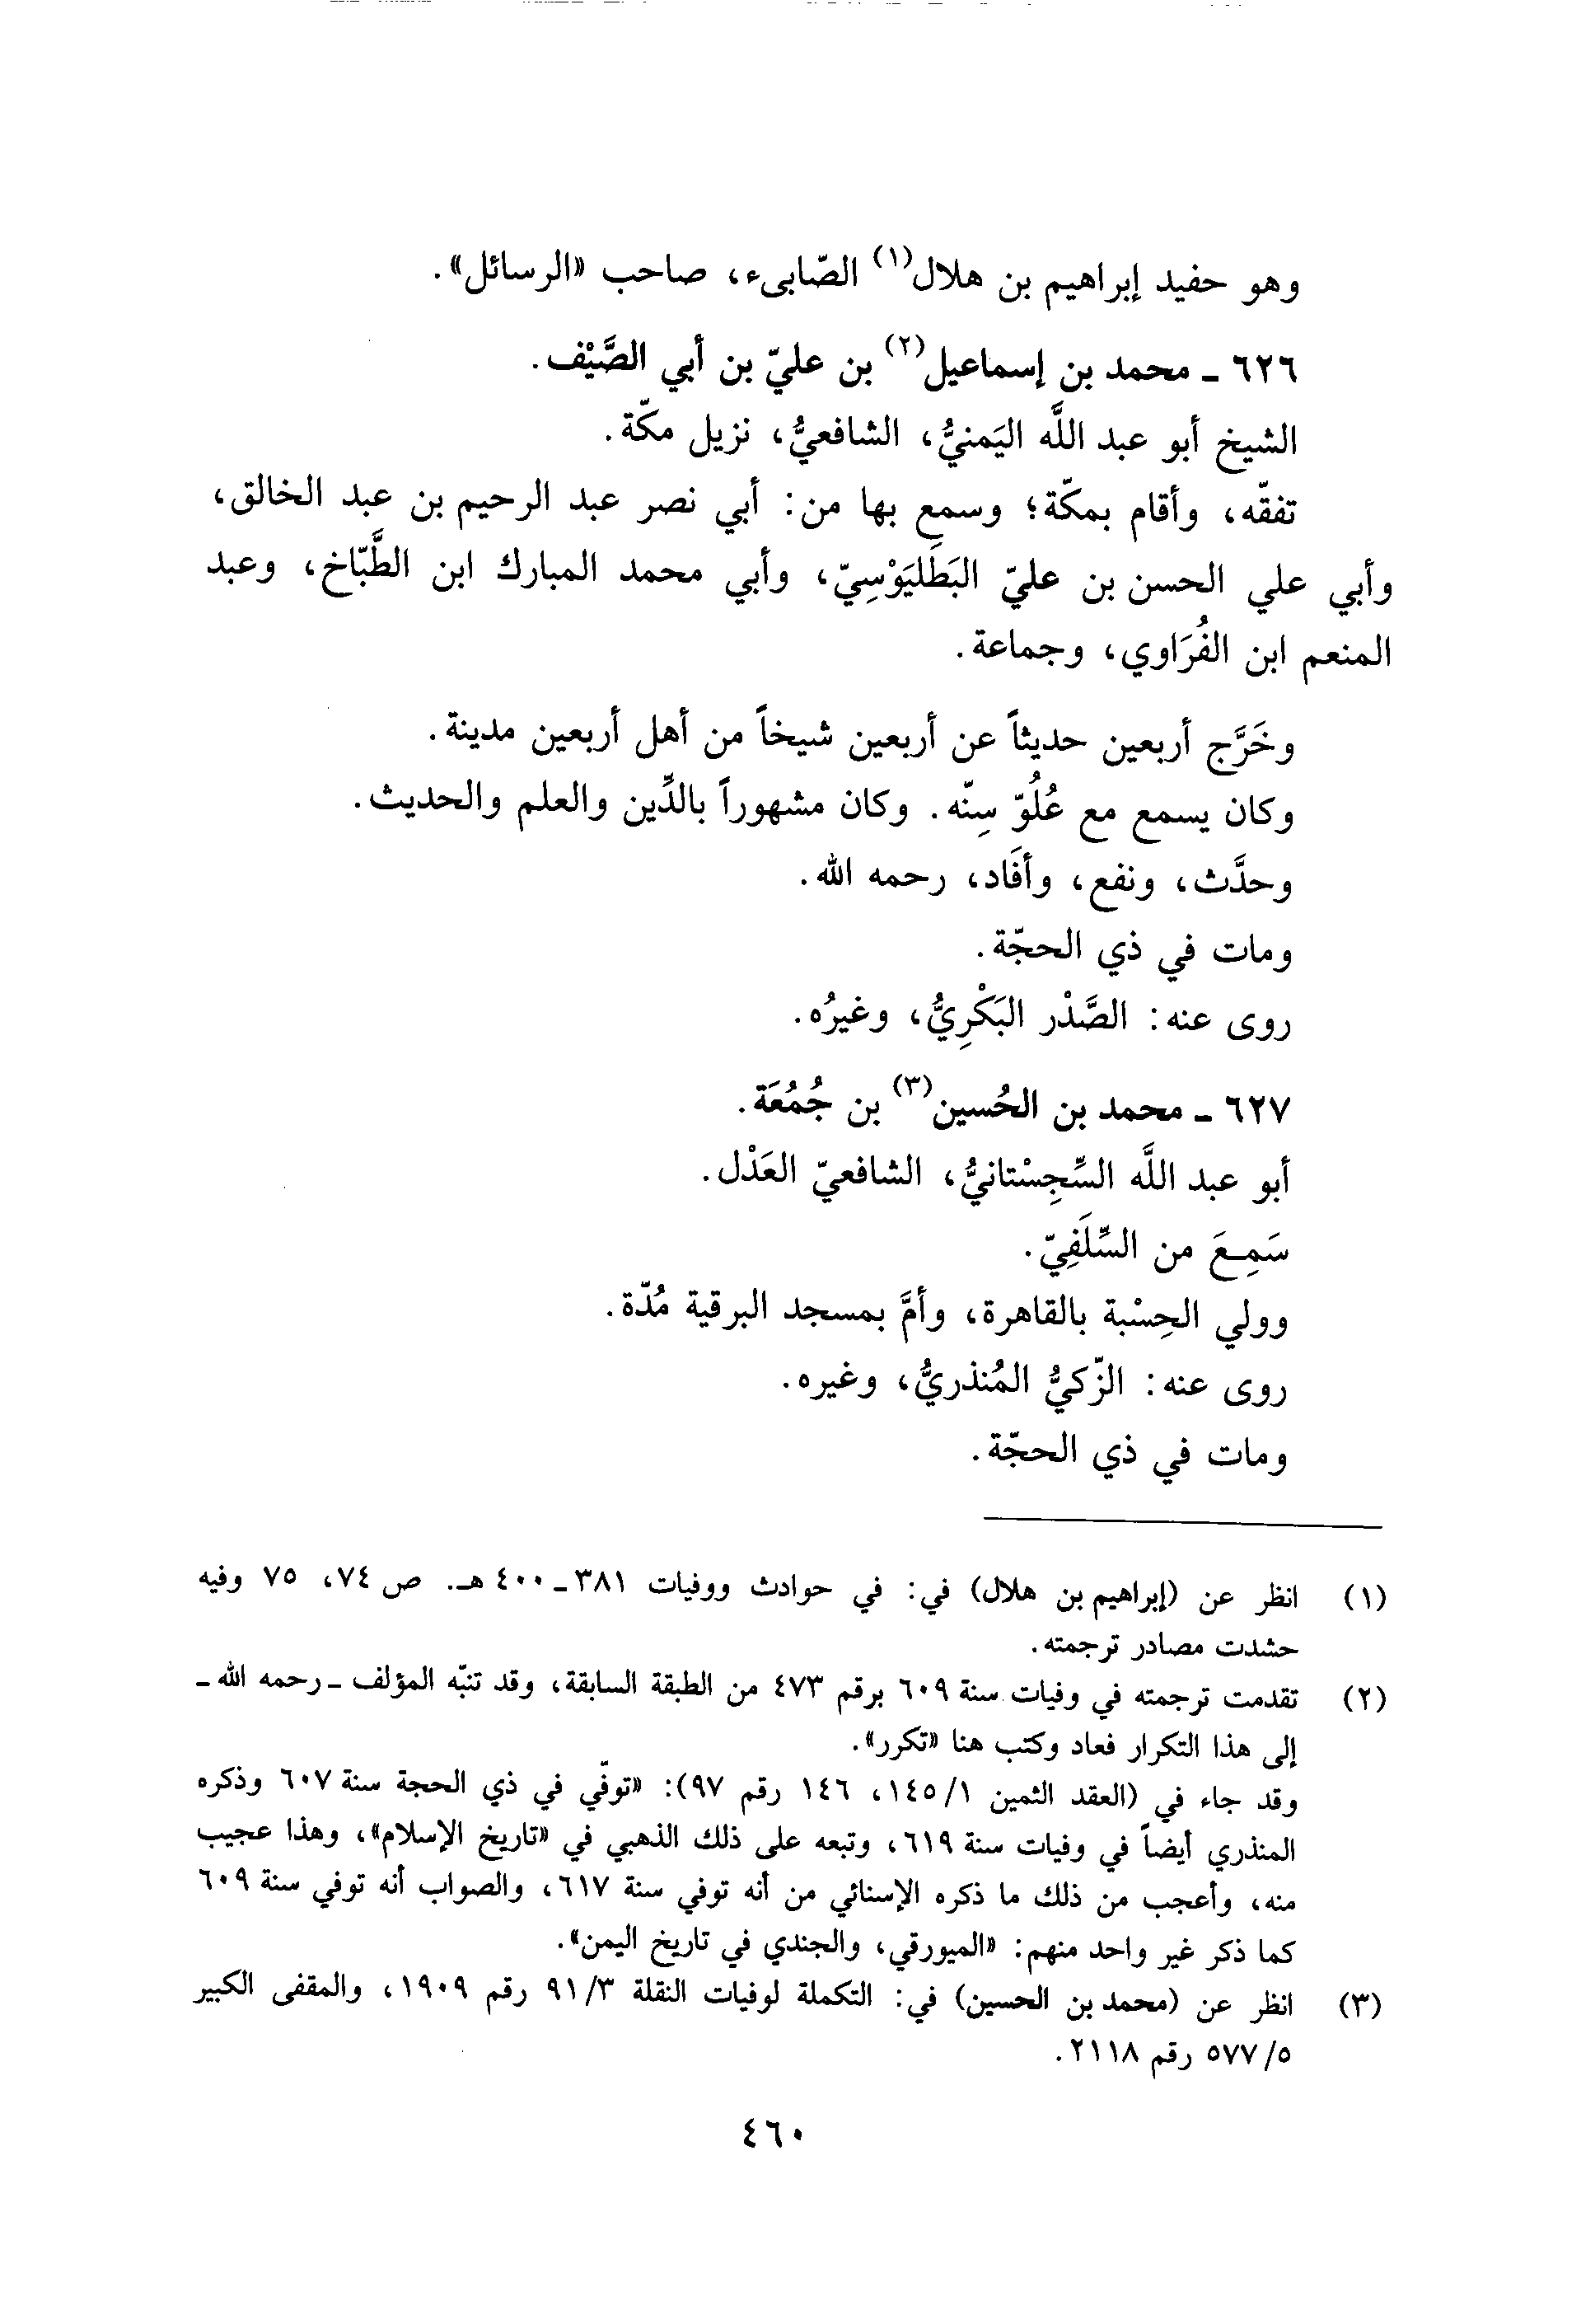 وهو حفيد إبراهيم بن هلال(١) الصّابىء، صاحب «الرسائل».
٦٢٦ ـ محمد بن إسماعيل(٢) بن عليّ بن أبي الصَّيْف.
الشيخ أبو عبد اللَّه اليَمنيُّ، الشافعيُّ، نزيل مكّة.
تفقّه، وأقام بمكّة؛ وسمع بها من: أبي نصر عبد الرحيم بن عبد الخالق،
وأبي علي الحسن بن عليّ البَطَليَوْسِيّ، وأبي محمد المبارك ابن الطَّبّاخ، وعبد
المنعم ابن الفُرَاوي، وجماعة.
وخَرَّج أربعين حديثاً عن أربعين شيخاً من أهل أربعين مدينة.
وكان يسمع مع عُلُوّ سِنّه. وكان مشهوراً بالدِّين والعلم والحديث.
وحدَّث، ونفع، وأفَاد، رحمه الله.
ومات في ذي الحجّة.
روى عنه: الصَّدْر البَكْرِيُّ، وغيرُه.
٦٢٧ ـ محمد بن الحُسين(٣) بن جُمُعَة.
أبو عبد اللَّه السِّجِسْتانيُّ، الشافعيّ العَدْل.
سَمِعَ من السِّلَفِيّ.
وولي الحِسْبة بالقاهرة، وأمَّ بمسجد البرقية مُدّة.
روى عنه: الزّكيُّ المُنذريُّ، وغيره.
ومات في ذي الحجّة.
(١) انظر عن (إبراهيم بن هلال) في: في حوادث ووفيات ٣٨١ ـ ٤٠٠ هـ. ص ٧٤، ٧٥ وفيه
حشدت مصادر ترجمته.
(٢) تقدمت ترجمته في وفيات سنة ٦٠٩ برقم ٤٧٣ من الطبقة السابقة، وقد تنبّه المؤلف ـ رحمه الله ـ
إلى هذا التكرار فعاد وكتب هنا «تكرر».
وقد جاء في (العقد الثمين ١/ ١٤٥، ١٤٦ رقم ٩٧): «توفّي في ذي الحجة سنة ٦٠٧ وذكره
المنذري أيضاً في وفيات سنة ٦١٩، وتبعه على ذلك الذهبي في «تاريخ الإسلام»، وهذا عجيب
منه، وأعجب من ذلك ما ذكره الإسنائي من أنه توفي سنة ٦١٧، والصواب أنه توفي سنة ٦٠٩
كما ذكر غير واحد منهم: «الميورقي، والجندي في تاريخ اليمن».
(٣) انظر عن (محمد بن الحسين) في: التكملة لوفيات النقلة ٣/ ٩١ رقم ١٩٠٩، والمقفى الكبير
٥/ ٥٧٧ رقم ٢١١٨.
٤٦٠